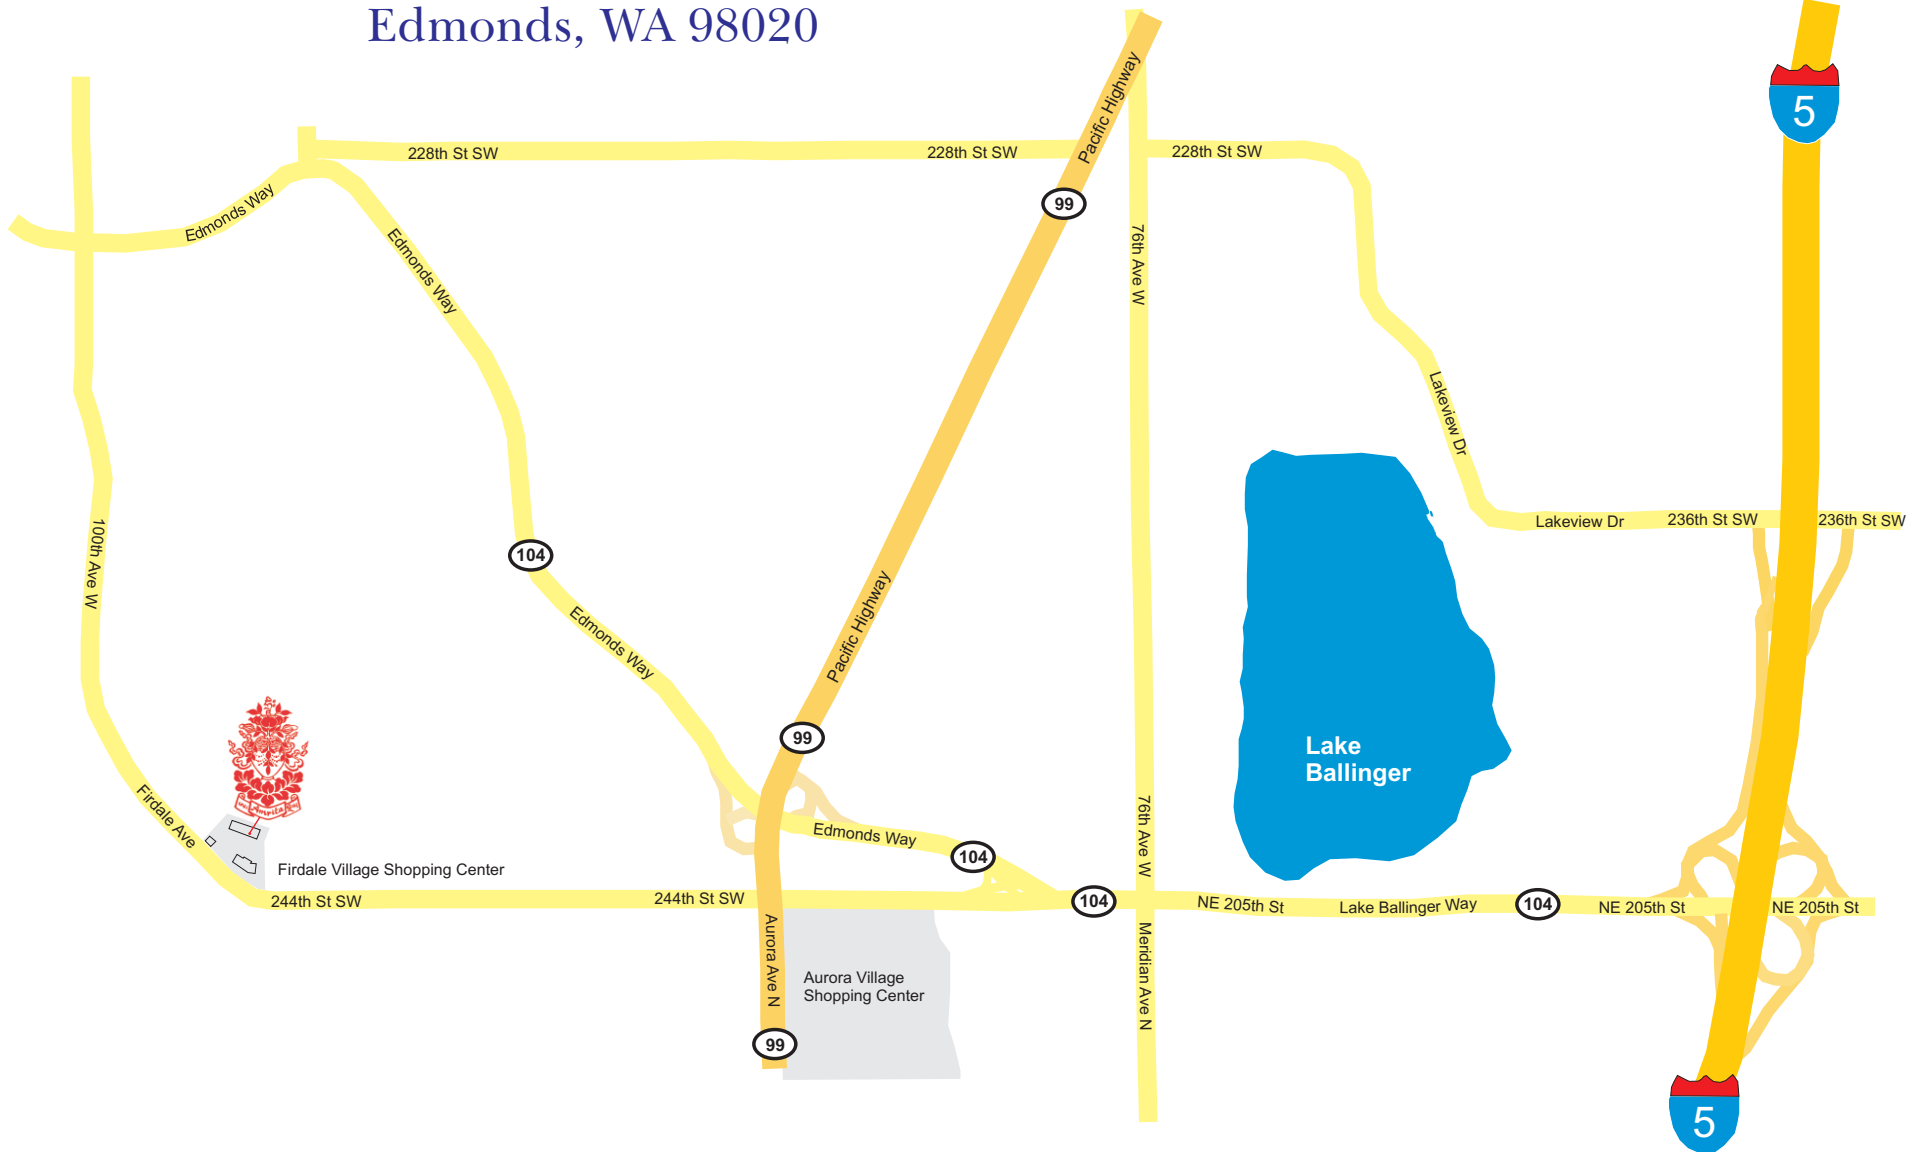 Edmonds, WA 98020
Pacific Highway
5
228th St SW
228th St SW
228th St SW
99
Edmonds Way
Edmonds Way
76th Ave W
Lakeview Dr
100th Ave W
Lakeview Dr
236th St SW
236th St SW
104
Edmonds Way
Pacific Highway
99
Lake
Ballinger
Firdale Ave
Amrita
76th Ave W
Edmonds Way
104
Firdale Village Shopping Center
244th St SW
244th St SW
104
NE 205th St
Lake Ballinger Way
104
NE 205th St
NE 205th St
Aurora Ave N
Aurora Village
Shopping Center
Meridian Ave N
99
5